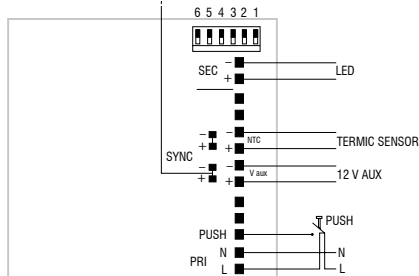 6 5 4 3 2 1
SEC - LED
+
- NTC TERMIC SENSOR
- +
+
SYNC
- - V aux 12 V AUX
+ +
PUSH
PUSH
N N
PRI
L L